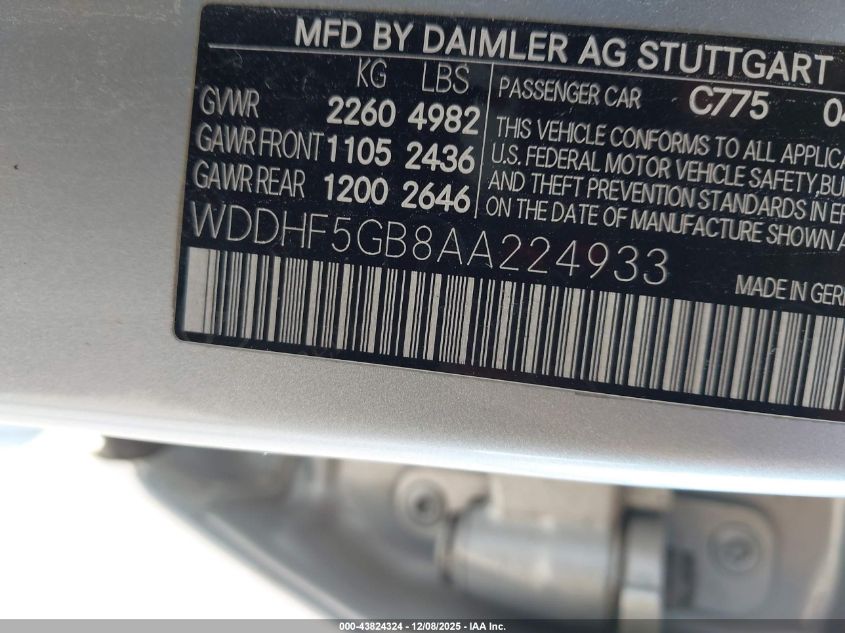 MFD BY DAIMLER AG STUTTGART
KG LBS
GVWR 2260 4982
GAWR FRONT 1105 2436
GAWR REAR 1200 2646
PASSENGER CAR C775 04
THIS VEHICLE CONFORMS TO ALL
U.S. FEDERAL MOTOR VEHICLE SAFETY,
AND THEFT PREVENTION STANDARDS IN
ON THE DATE OF MANUFACTURE SHOWN
WDDHF5GB8AA224933
MADE IN
000-43824324 - 12/08/2025 - IAA Inc.